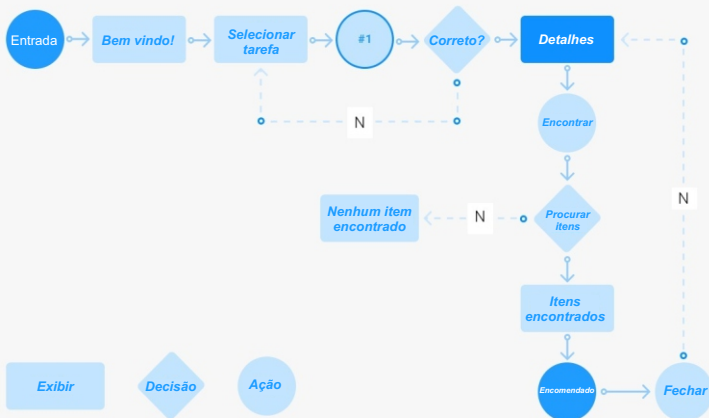 Entrada
Bem vindo!
Selecionar
tarefa
#1
Correto?
Detalhes
N
Encontrar
Nenhum item
encontrado
N
Procurar
itens
N
Itens
encontrados
Exibir
Decisão
Ação
Encomendado
Fechar